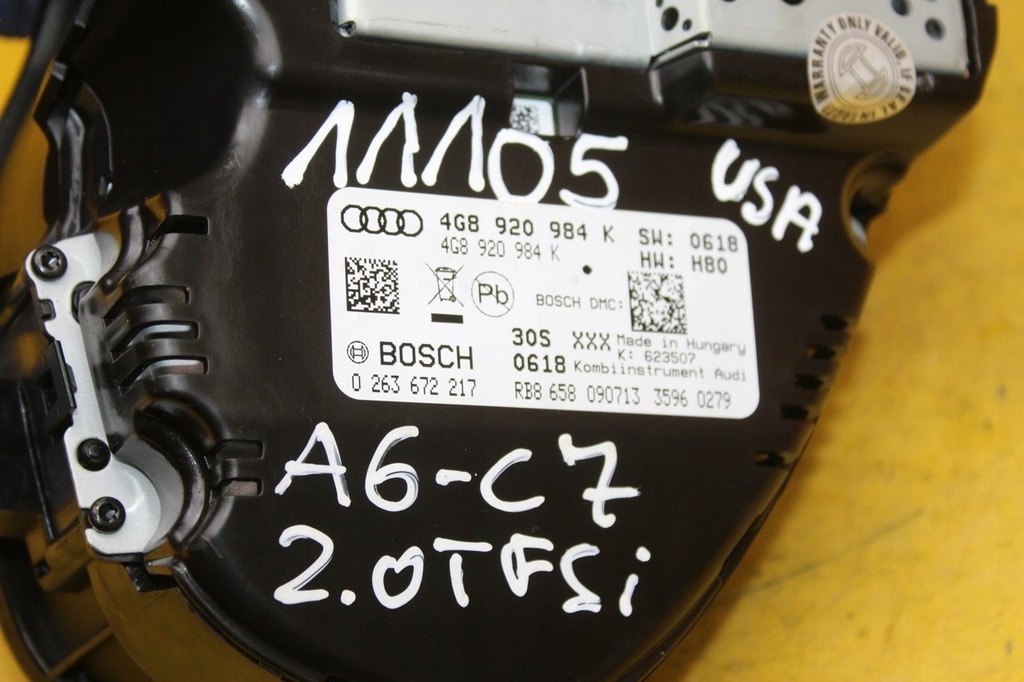 WARRANTY ONLY VALID, IF SEAL INTACT
11105
USA
4G8 920 984 K SW: 0618
4G8 920 984 K HW: H80
Pb
BOSCH DMC:
30S XXX Made in Hungary
K: 623507
BOSCH 0618 Kombiinstrument Audi
0 263 672 217 RB8 658 090713 3596 0279
A6-C7
2.0TFSi